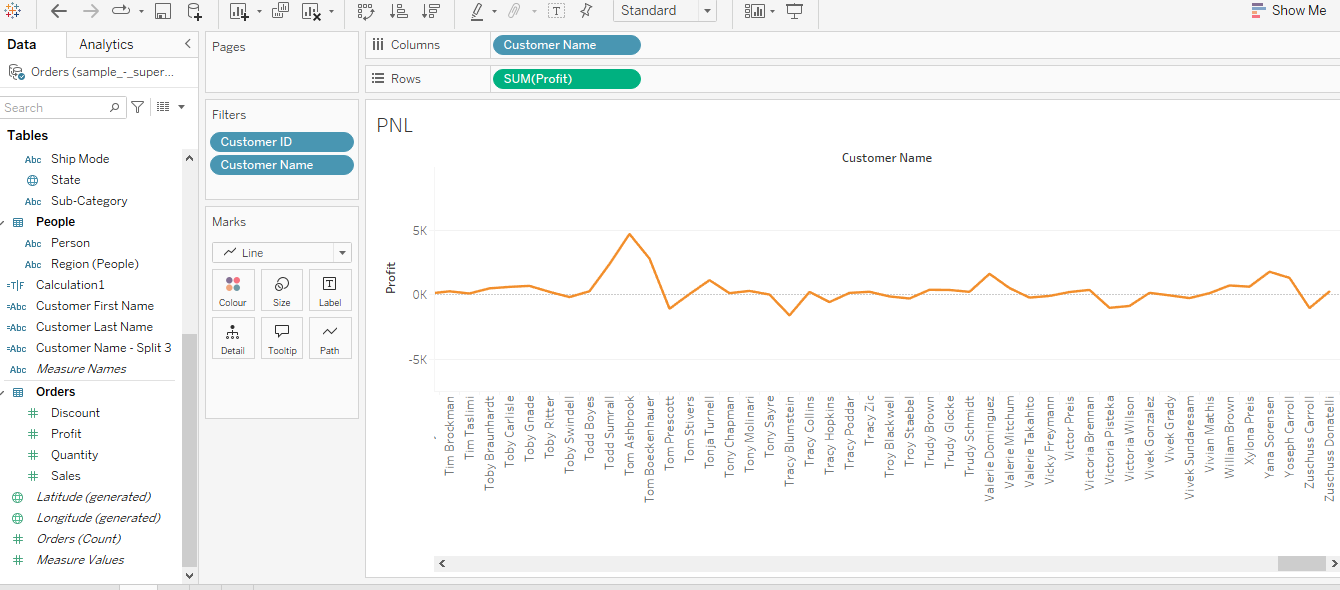 Standard
Show Me
Data
Analytics
Orders (sample_-_super...
Search
Tables
Abc Ship Mode
State
Abc Sub-Category
People
Abc Person
Abc Region (People)
=T|F Calculation1
=Abc Customer First Name
=Abc Customer Last Name
=Abc Customer Name - Split 3
Abc Measure Names
Orders
Discount
Profit
Quantity
Sales
Latitude (generated)
Longitude (generated)
Orders (Count)
Measure Values
Pages
Filters
Customer ID
Customer Name
Marks
Line
Colour
Size
Label
Detail
Tooltip
Path
Columns
Customer Name
Rows
SUM(Profit)
PNL
Customer Name
Profit
5K
0K
-5K
Tim Brockman
Tim Taslimi
Toby Braunhardt
Toby Carlisle
Toby Gnade
Toby Ritter
Toby Swindell
Todd Boyes
Todd Sumrall
Tom Ashbrook
Tom Boeckenhauer
Tom Prescott
Tom Stivers
Tonja Turnell
Tony Chapman
Tony Molinari
Tony Sayre
Tracy Blumstein
Tracy Collins
Tracy Hopkins
Tracy Poddar
Tracy Zic
Troy Blackwell
Troy Staebel
Trudy Brown
Trudy Glocke
Trudy Schmidt
Valerie Dominguez
Valerie Mitchum
Valerie Takahito
Vicky Freymann
Victor Preis
Victoria Brennan
Victoria Pisteka
Victoria Wilson
Vivek Gonzalez
Vivek Grady
Vivek Sundaresam
Vivian Mathis
William Brown
Xylona Preis
Yana Sorensen
Yoseph Carroll
Zuschuss Carroll
Zuschuss Donatelli